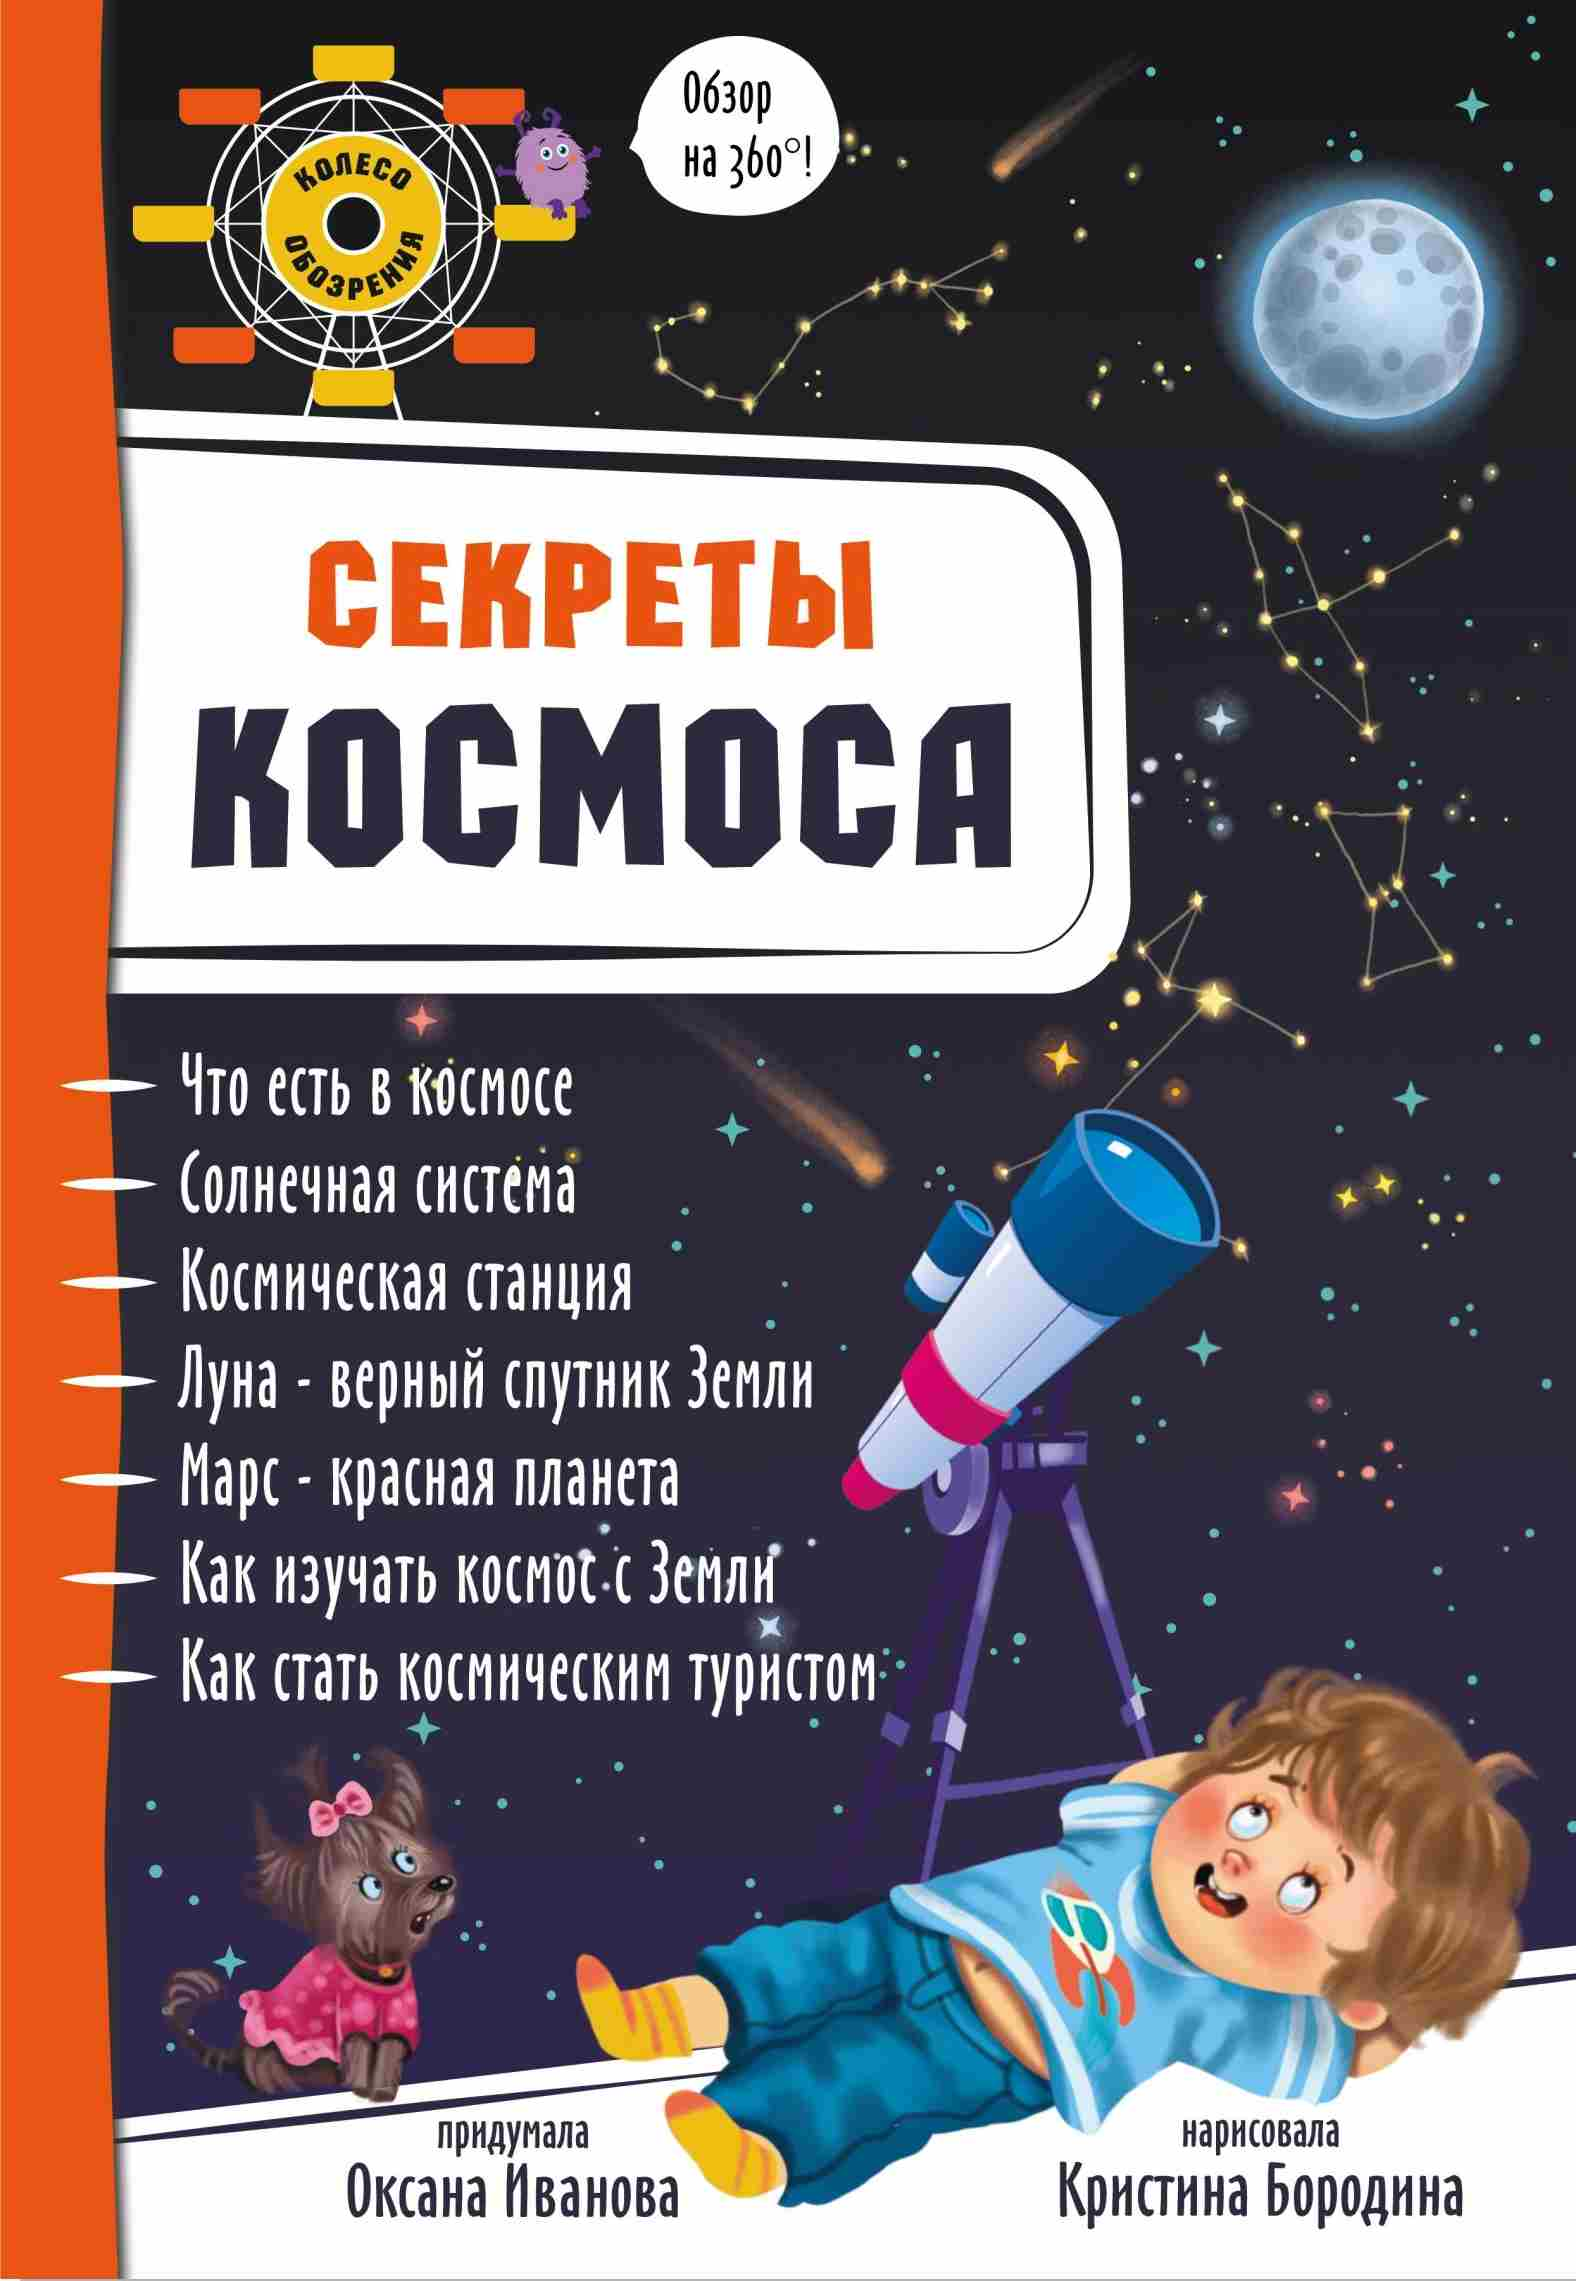 КОЛЕСО
ОБОЗРЕНИЯ
Обзор
на 360°!
СЕКРЕТЫ
КОСМОСА
Что есть в космосе
Солнечная система
Космическая станция
Луна - верный спутник Земли
Марс - красная планета
Как изучать космос с Земли
Как стать космическим туристом
придумала
Оксана Иванова
нарисовала
Кристина Бородина